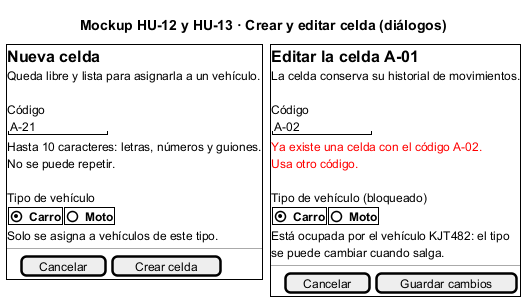 Mockup HU-12 y HU-13 · Crear y editar celda (diálogos)
Nueva celda
Queda libre y lista para asignarla a un vehículo.
Código
A-21
Hasta 10 caracteres: letras, números y guiones.
No se puede repetir.
Tipo de vehículo
Carro Moto
Solo se asigna a vehículos de este tipo.
Cancelar Crear celda
Editar la celda A-01
La celda conserva su historial de movimientos.
Código
A-02
Ya existe una celda con el código A-02.
Usa otro código.
Tipo de vehículo (bloqueado)
Carro Moto
Está ocupada por el vehículo KJT482: el tipo
se puede cambiar cuando salga.
Cancelar Guardar cambios